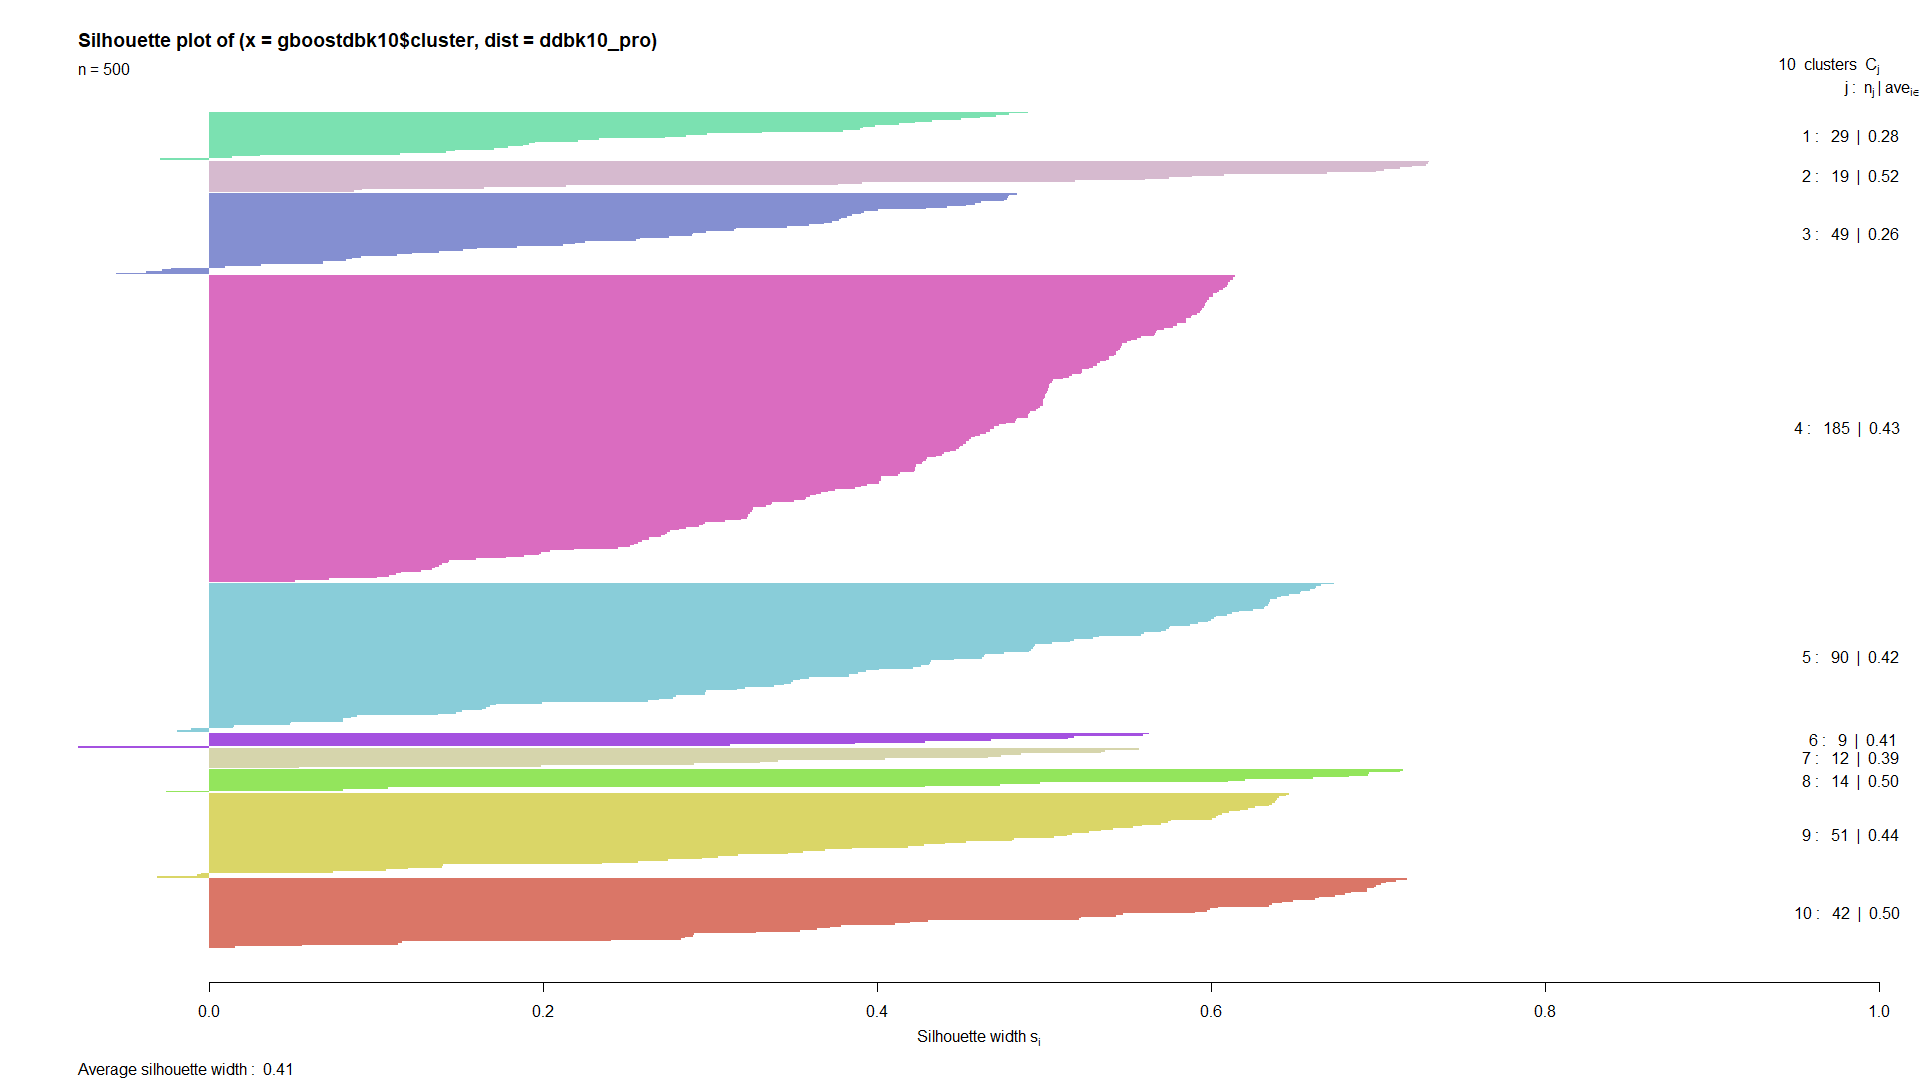 Silhouette plot of (x = gboostdbk10$cluster, dist = ddbk10_pro)
n = 500
10 clusters Cj
j : nj | avei∈
1 : 29 | 0.28
2 : 19 | 0.52
3 : 49 | 0.26
4 : 185 | 0.43
5 : 90 | 0.42
6 : 9 | 0.41
7 : 12 | 0.39
8 : 14 | 0.50
9 : 51 | 0.44
10 : 42 | 0.50
0.0 0.2 0.4 0.6 0.8 1.0
Silhouette width si
Average silhouette width : 0.41